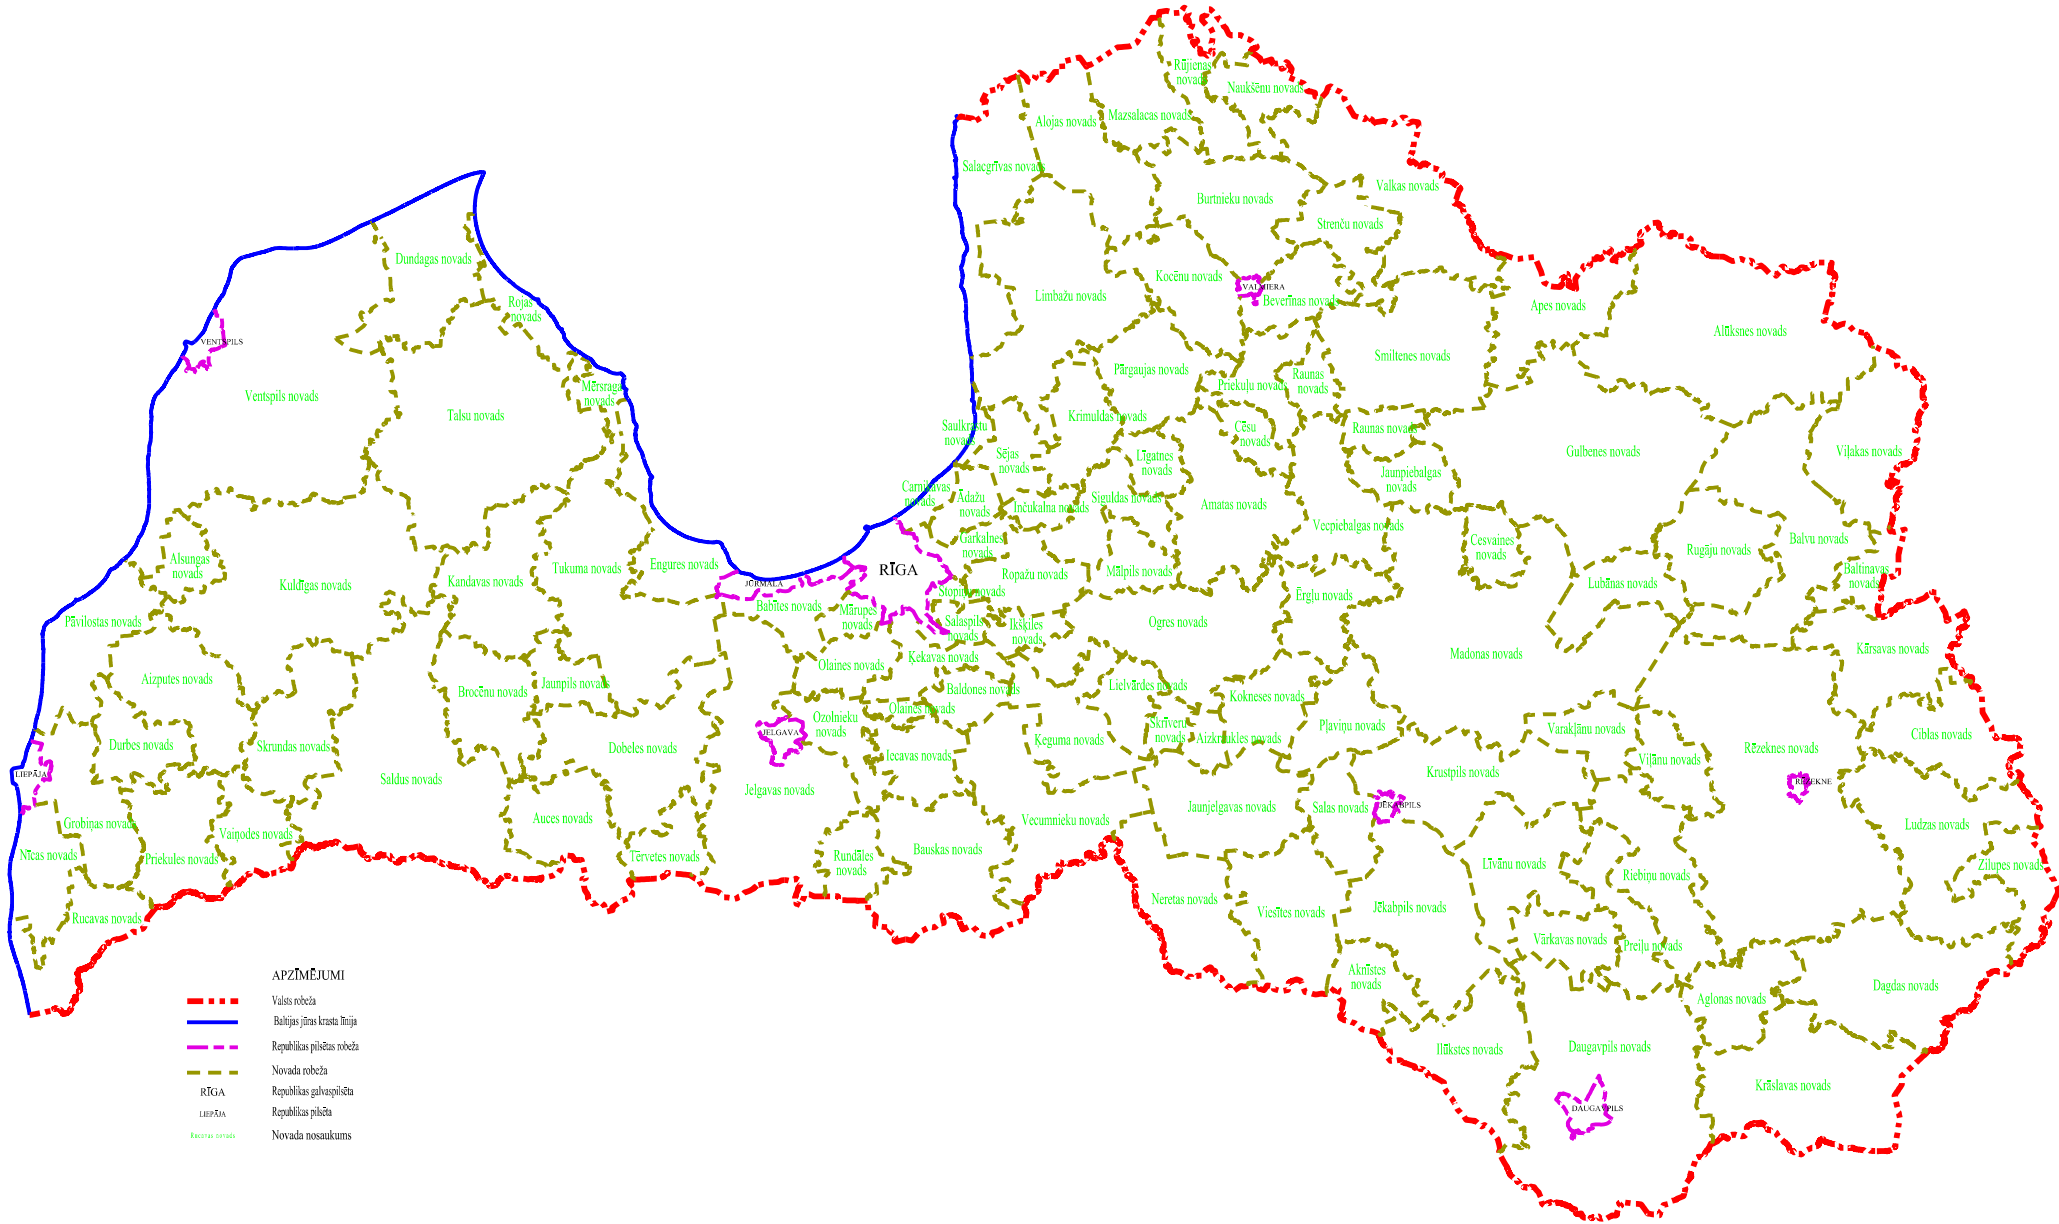 Rūjienas
novads
Naukšēnu novads
Mazsalacas novads
Alojas novads
Salacgrīvas novads
Valkas novads
Burtnieku novads
Strenču novads
Dundagas novads
Kocēnu novads
VALMIERA
Beverīnas novads
Limbažu novads
Rojas
novads
Apes novads
Alūksnes novads
VENTSPILS
Smiltenes novads
Pārgaujas novads
Priekuļu novads
Raunas
novads
Mērsraga
novads
Ventspils novads
Talsu novads
Krimuldas novads
Saulkrastu
novads
Cēsu
novads
Raunas novads
Gulbenes novads
Viļakas novads
Sējas
novads
Līgatnes
novads
Jaunpiebalgas
novads
Carnikavas
novads
Ādažu
novads
Inčukalna novads
Siguldas novads
Amatas novads
Vecpiebalgas novads
Cesvaines
novads
Rugāju novads
Balvu novads
Garkalnes
novads
Alsungas
novads
Kuldīgas novads
Kandavas novads
Tukuma novads
Engures novads
JŪRMALA
RĪGA
Ropažu novads
Mālpils novads
Ērgļu novads
Lubānas novads
Baltinavas
novads
Stopiņu novads
Babītes novads
Mārupes
novads
Salaspils
novads
Ikšķiles
novads
Ogres novads
Pāvilostas novads
Madonas novads
Kārsavas novads
Aizputes novads
Brocēnu novads
Jaunpils novads
Olaines novads
Ķekavas novads
Baldones novads
Lielvārdes novads
Kokneses novads
Olaines novads
Ozolnieku
novads
JELGAVA
Skrīveru
novads
Aizkraukles novads
Pļaviņu novads
Varakļānu novads
Viļānu novads
Rēzeknes novads
Ciblas novads
Durbes novads
Skrundas novads
Dobeles novads
Iecavas novads
Ķeguma novads
LIEPĀJA
Saldus novads
Jelgavas novads
Krustpils novads
RĒZEKNE
Grobiņas novads
Vaiņodes novads
Auces novads
Vecumnieku novads
Jaunjelgavas novads
Salas novads
JĒKABPILS
Ludzas novads
Nīcas novads
Priekules novads
Tērvetes novads
Rundāles
novads
Bauskas novads
Līvānu novads
Riebiņu novads
Zilupes novads
Rucavas novads
Neretas novads
Viesītes novads
Jēkabpils novads
Vārkavas novads
Preiļu novads
Aknīstes
novads
Aglonas novads
Dagdas novads
Ilūkstes novads
Daugavpils novads
Krāslavas novads
DAUGAVPILS
APZĪMĒJUMI
Valsts robeža
Baltijas jūras krasta līnija
Republikas pilsētas robeža
Novada robeža
RĪGA Republikas galvaspilsēta
LIEPĀJA Republikas pilsēta
Rucavas novads Novada nosaukums